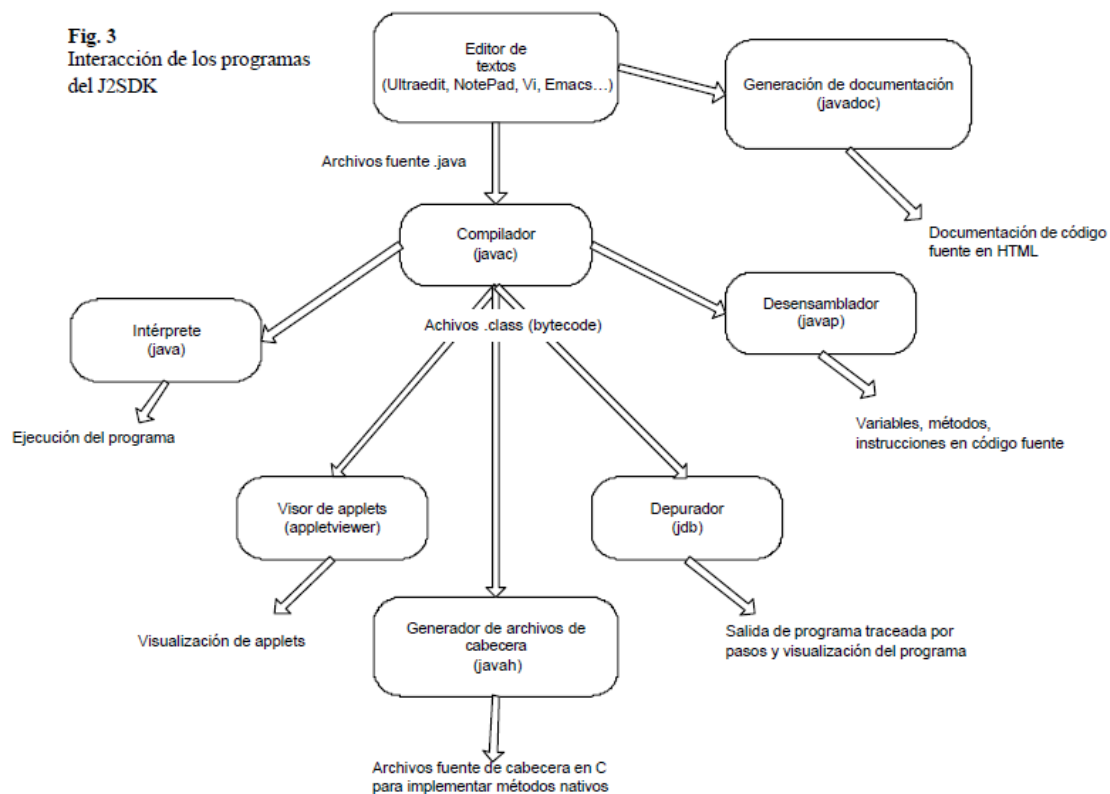 Fig. 3
Interacción de los programas
del J2SDK
Editor de
textos
(Ultraedit, NotePad, Vi, Emacs…)
Generación de documentación
(javadoc)
Archivos fuente .java
Documentación de código
fuente en HTML
Compilador
(javac)
Desensamblador
(javap)
Intérprete
(java)
Achivos .class (bytecode)
Variables, métodos,
instrucciones en código fuente
Ejecución del programa
Visor de applets
(appletviewer)
Depurador
(jdb)
Visualización de applets
Generador de archivos de
cabecera
(javah)
Salida de programa traceada por
pasos y visualización del programa
Archivos fuente de cabecera en C
para implementar métodos nativos